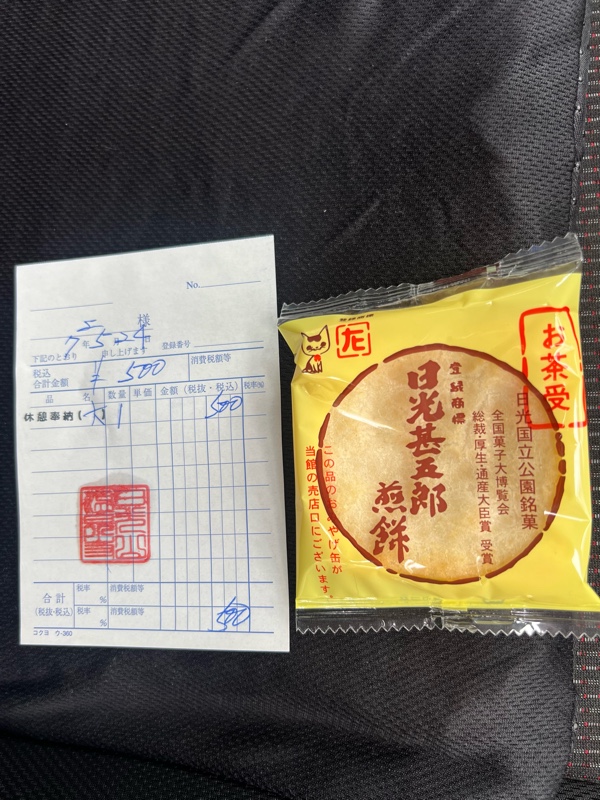 No.
様
7年5月24日
下記のとおり 申し上げます 登録番号
税込
合計金額 ¥500 消費税額等
品 名 数量 単価 金額(税抜・税込) 税率(%)
休憩奉納(大) 1 500
合計 税率 % 消費税額等
(税抜・税込) 税率 % 消費税額等 500
コクヨ ウ-360
お茶受
日光国立公園銘菓
全国菓子大博覧会
総裁・厚生・通産大臣賞 受賞
登録商標
日光甚五郎
煎餅
この品のおみやげ缶が
当館の売店口にございます。